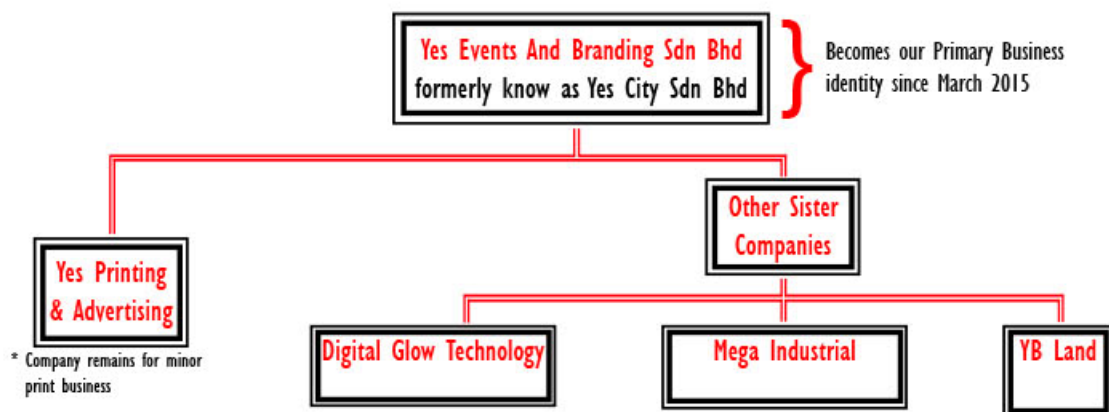 Yes Events And Branding Sdn Bhd
formerly know as Yes City Sdn Bhd
Becomes our Primary Business
identity since March 2015
Other Sister
Companies
Yes Printing
& Advertising
* Company remains for minor
print business
Digital Glow Technology
Mega Industrial
YB Land